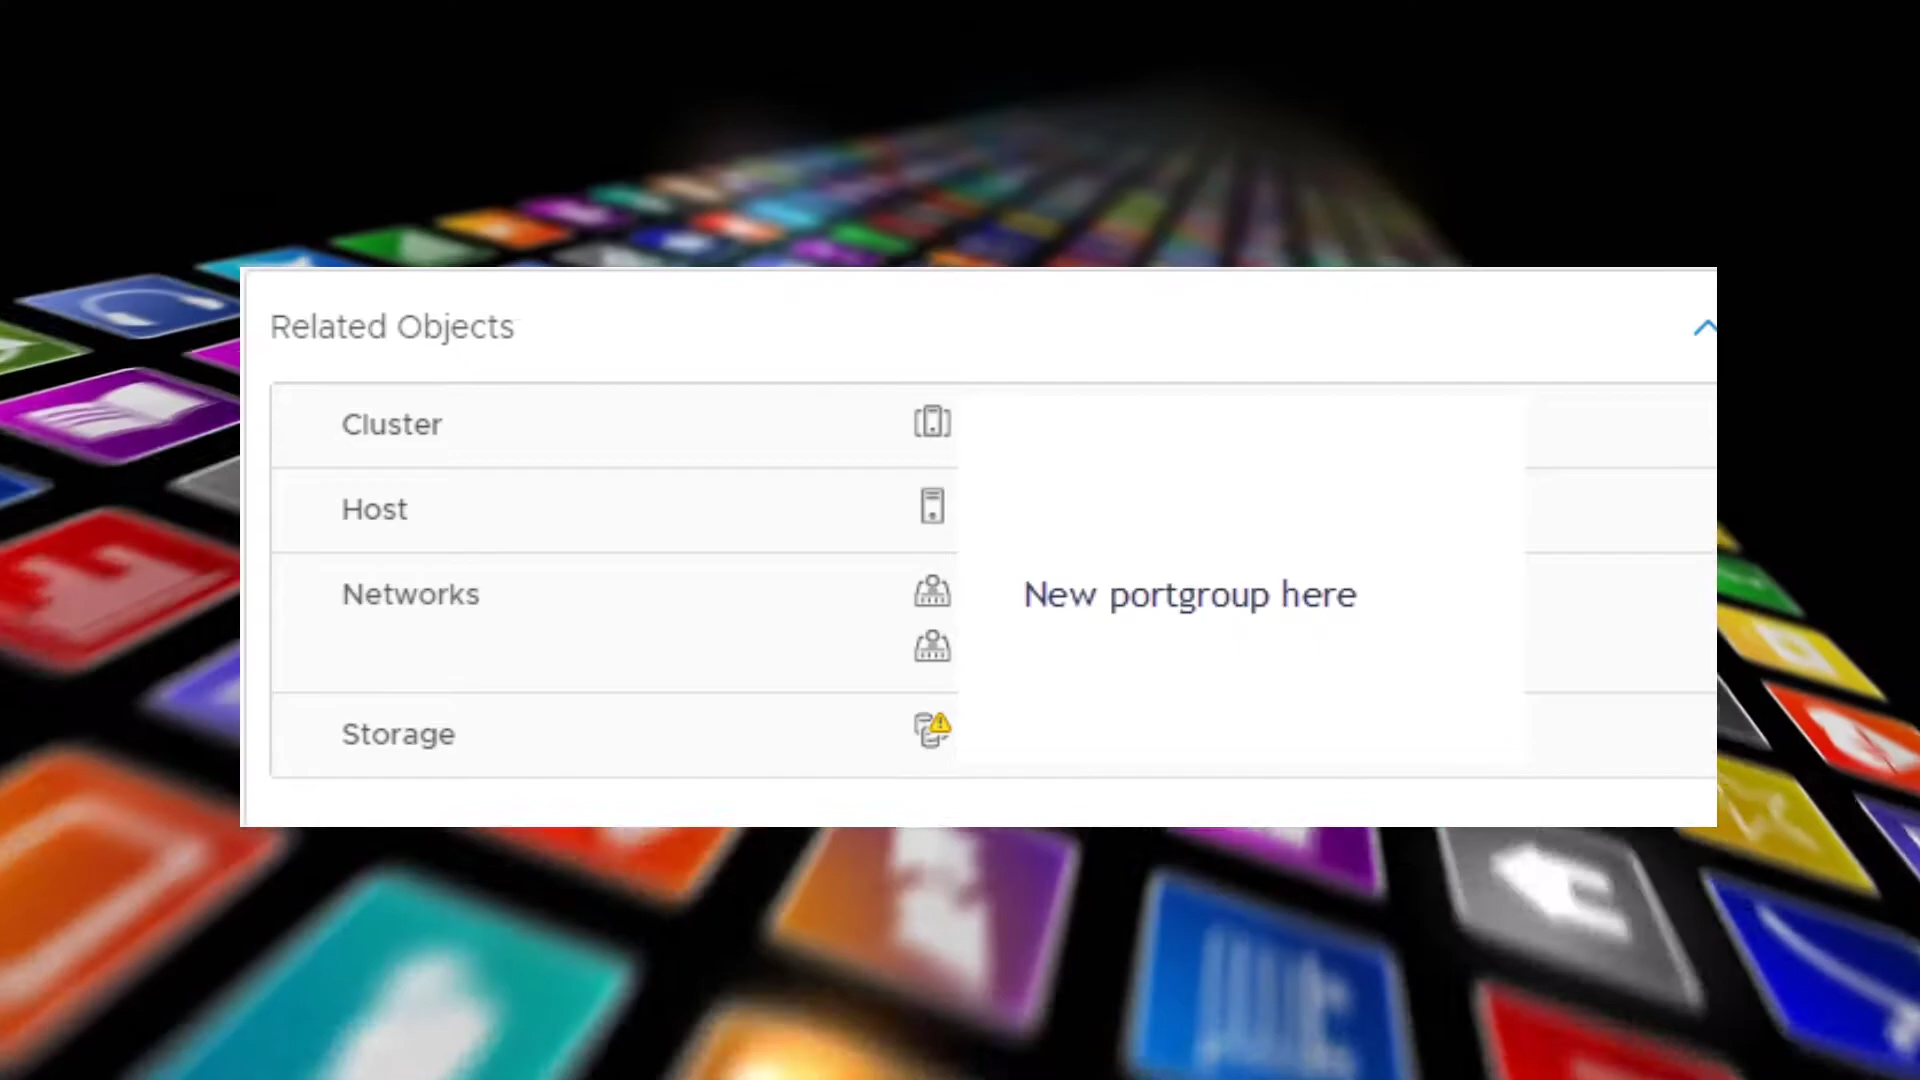 Related Objects
Cluster
Host
Networks
New portgroup here
Storage